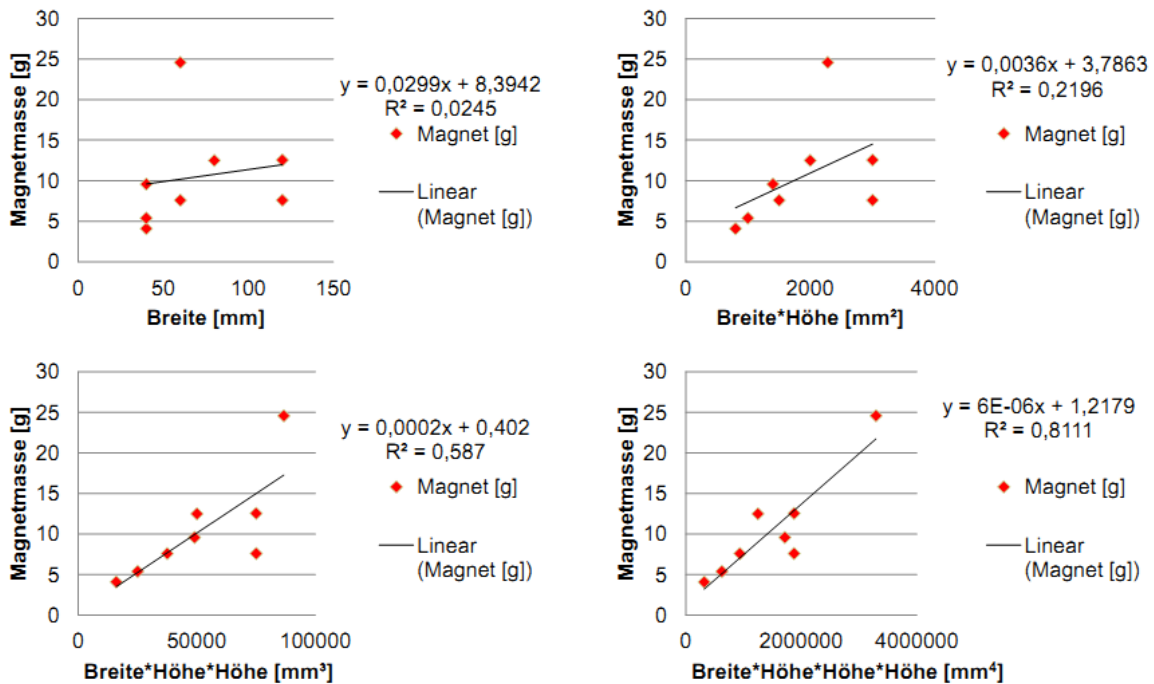 30
25
20
15
10
5
0
Magnetmasse [g]
0 50 100 150
Breite [mm]
y = 0,0299x + 8,3942
R² = 0,0245
Magnet [g]
Linear
(Magnet [g])
30
25
20
15
10
5
0
Magnetmasse [g]
0 2000 4000
Breite*Höhe [mm²]
y = 0,0036x + 3,7863
R² = 0,2196
Magnet [g]
Linear
(Magnet [g])
30
25
20
15
10
5
0
Magnetmasse [g]
0 50000 100000
Breite*Höhe*Höhe [mm³]
y = 0,0002x + 0,402
R² = 0,587
Magnet [g]
Linear
(Magnet [g])
30
25
20
15
10
5
0
Magnetmasse [g]
0 2000000 4000000
Breite*Höhe*Höhe*Höhe [mm⁴]
y = 6E-06x + 1,2179
R² = 0,8111
Magnet [g]
Linear
(Magnet [g])